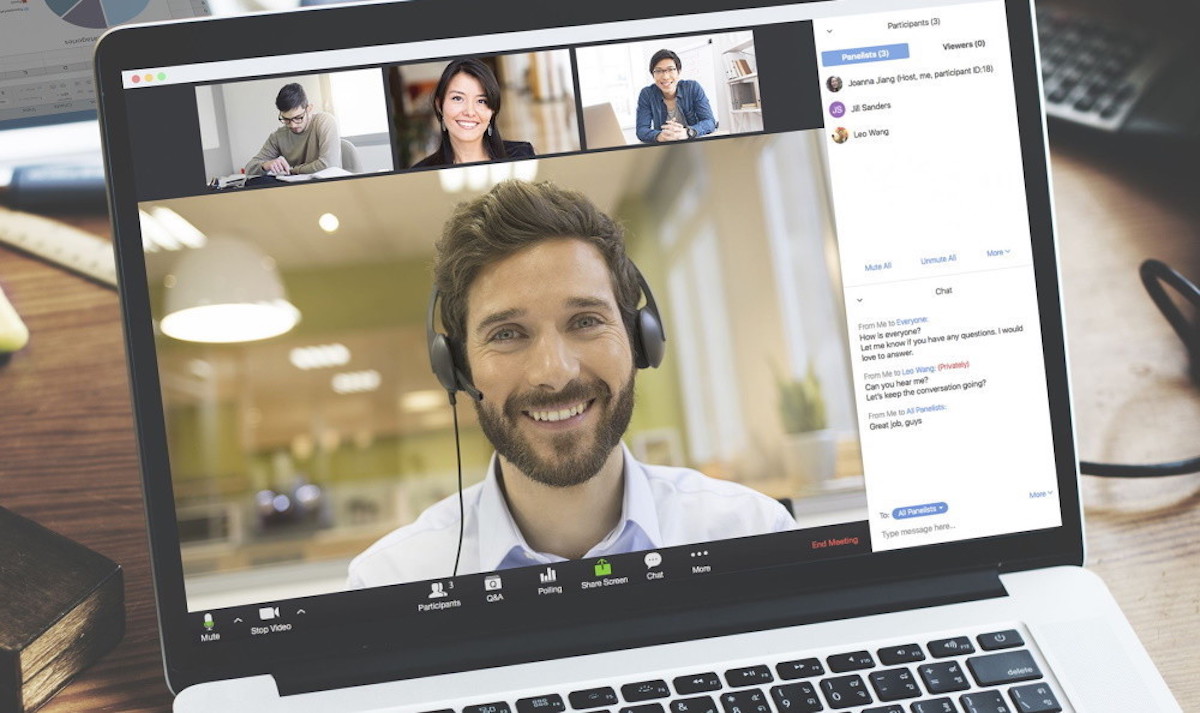 Participants (3)
Panelists (3)
Viewers (0)
Joanna Jiang (Host, me, participant ID:18)
JS
Jill Sanders
Leo Wang
Mute All
Unmute All
More
Chat
From Me to Everyone:
How is everyone?
Let me know if you have any questions. I would
love to answer.
From Me to Leo Wang: (Privately)
Can you hear me?
Let's keep the conversation going?
From Me to All Panelists:
Great job, guys
More
To: All Panelists
Type message here...
Mute
Stop Video
3
Participants
Q&A
Polling
Share Screen
Chat
More
End Meeting
delete